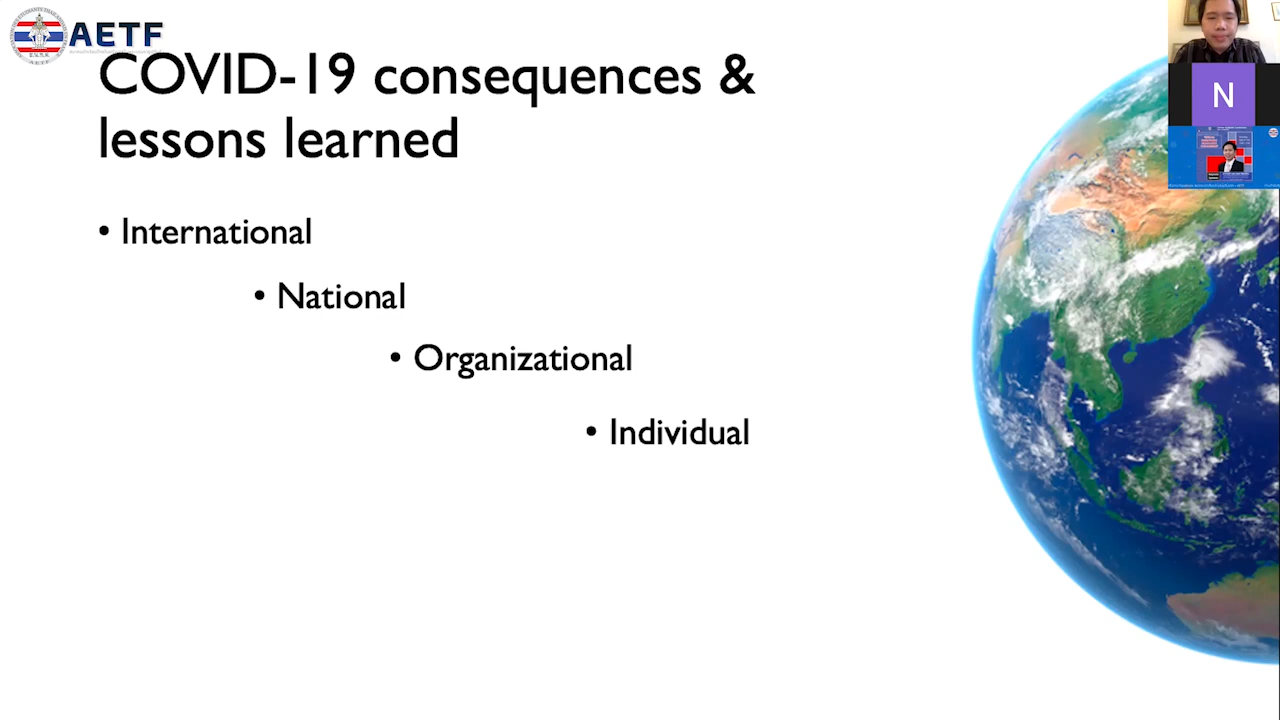 AETF
COVID-19 consequences &
lessons learned
• International
• National
• Organizational
• Individual
N